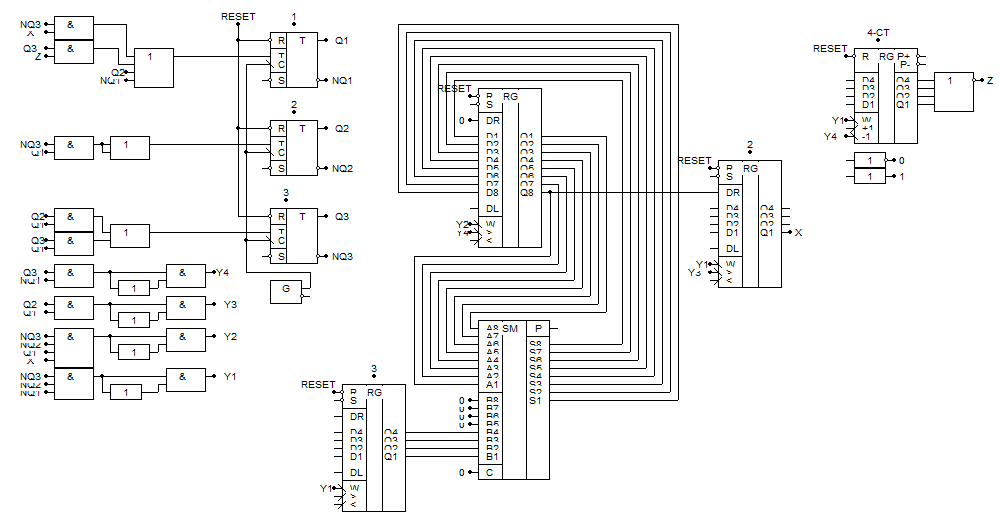 NQ3
X
&
Q3
Z
&
1
Q2
NQ1
RESET
1
R T
T
C
S
Q1
NQ1
NQ3
Q1
&
1
2
R T
T
C
S
Q2
NQ2
Q2
Q1
&
Q3
Q1
&
1
3
R T
T
C
S
Q3
NQ3
G
Q3
NQ1
&
1
&
Y4
Q2
Q1
&
1
&
Y3
NQ3
NQ2
Q1
X
&
1
&
Y2
NQ3
NQ2
NQ1
&
1
&
Y1
RESET
R RG
S
0
DR
D1 Q1
D2 Q2
D3 Q3
D4 Q4
D5 Q5
D6 Q6
D7 Q7
D8 Q8
DL
Y2
W
Y4
>
<
RESET
3
R RG
S
DR
D4 Q4
D3 Q3
D2 Q2
D1 Q1
DL
Y1
W
>
<
A8 SM P
A7
A6 S8
A5 S7
A4 S6
A3 S5
A2 S4
A1 S3
S2
S1
0
B8
0
B7
0
B6
0
B5
B4
B3
B2
B1
0
C
RESET
2
R RG
S
DR
D4 Q4
D3 Q3
D2 Q2
D1 Q1
X
DL
Y1
W
Y3
>
<
4-CT
RESET
R RG P+
P-
D4 Q4
D3 Q3
D2 Q2
D1 Q1
Y1
W
+1
Y4
-1
1
Z
1
0
1
1